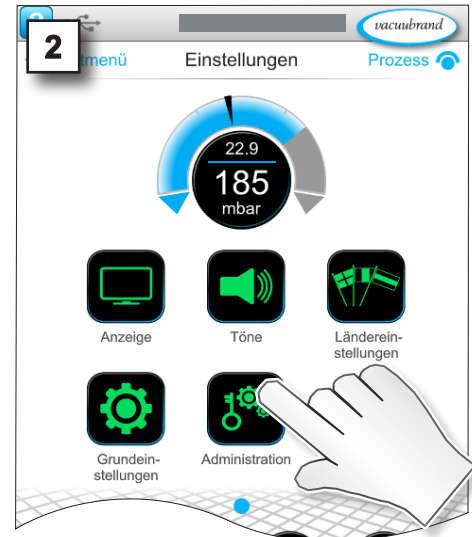 2
tmenü
Einstellungen
Prozess
vacuubrand
22.9
185
mbar
Anzeige
Töne
Länderein-
stellungen
Grundein-
stellungen
Administration